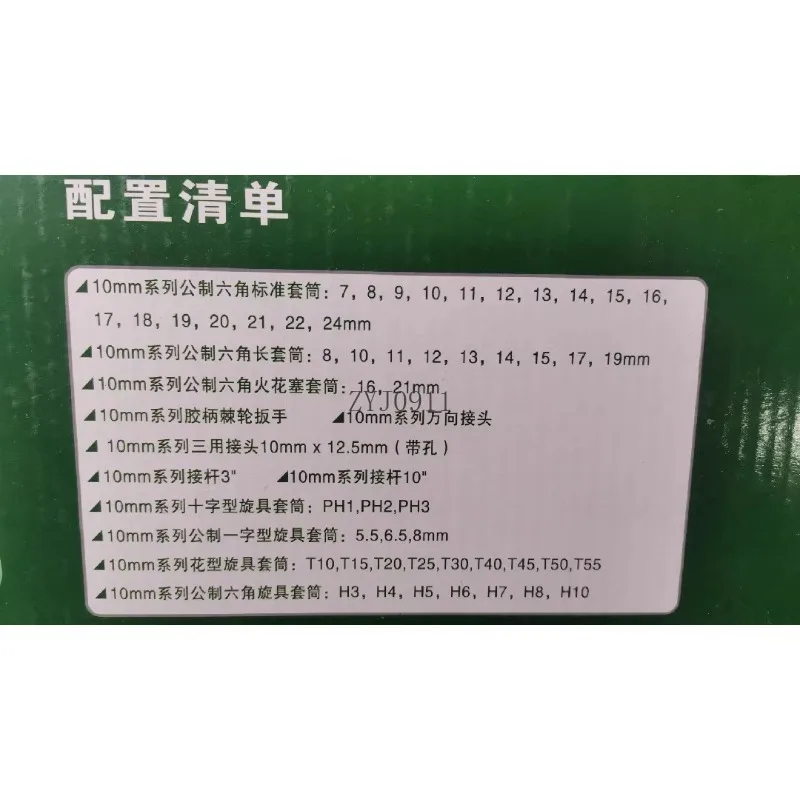 配置清单
◢10mm系列公制六角标准套筒：7，8，9，10，11，12，13，14，15，16，
17，18，19，20，21，22，24mm
◢10mm系列公制六角长套筒：8，10，11，12，13，14，15，17，19mm
◢10mm系列公制六角火花塞套筒：16，21mm
ZYJ0911
◢10mm系列胶柄棘轮扳手 ◢10mm系列万向接头
◢ 10mm系列三用接头10mm x 12.5mm（带孔）
◢10mm系列接杆3" ◢10mm系列接杆10"
◢10mm系列十字型旋具套筒：PH1,PH2,PH3
◢10mm系列公制一字型旋具套筒：5.5,6.5,8mm
◢10mm系列花型旋具套筒：T10,T15,T20,T25,T30,T40,T45,T50,T55
◢10mm系列公制六角旋具套筒：H3，H4，H5，H6，H7，H8，H10